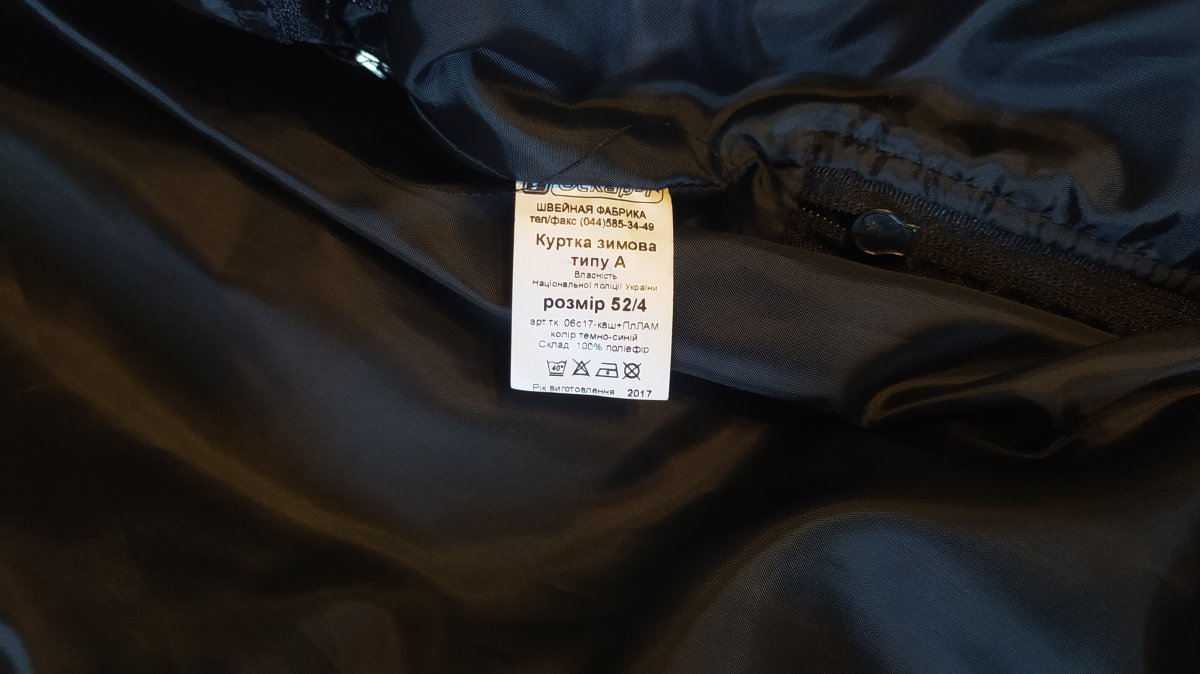 ШВЕЙНАЯ ФАБРИКА
тел/факс (044)585-34-49
Куртка зимова
типу А
Власність
Національної поліції України
розмір 52/4
арт.тк. 06с17-квш+ПлЛАМ
колір темно-синій
Склад 100% поліефір
40°
Рік виготовлення 2017